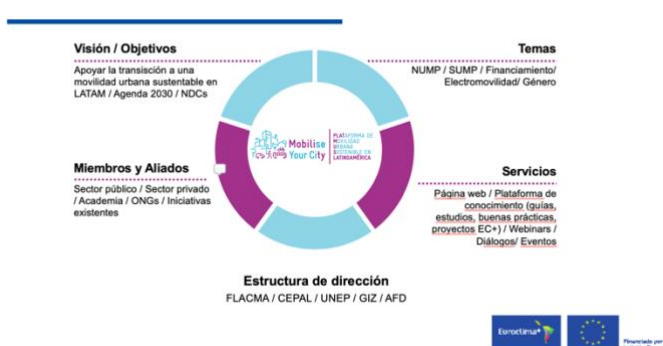 Visión / Objetivos
Apoyar la transisción a una
movilidad urbana sustentable en
LATAM / Agenda 2030 / NDCs
Temas
NUMP / SUMP / Financiamiento/
Electromovilidad/ Género
Mobilise
Your City
PLATAFORMA DE
MOVILIDAD
URBANA
SOSTENIBLE EN
LATINOAMÉRICA
Miembros y Aliados
Sector público / Sector privado
/ Academia / ONGs / Iniciativas
existentes
Servicios
Página web / Plataforma de
conocimiento (guías,
estudios, buenas prácticas,
proyectos EC+) / Webinars /
Diálogos/ Eventos
Estructura de dirección
FLACMA / CEPAL / UNEP / GIZ / AFD
Euroclima+
Financiado por